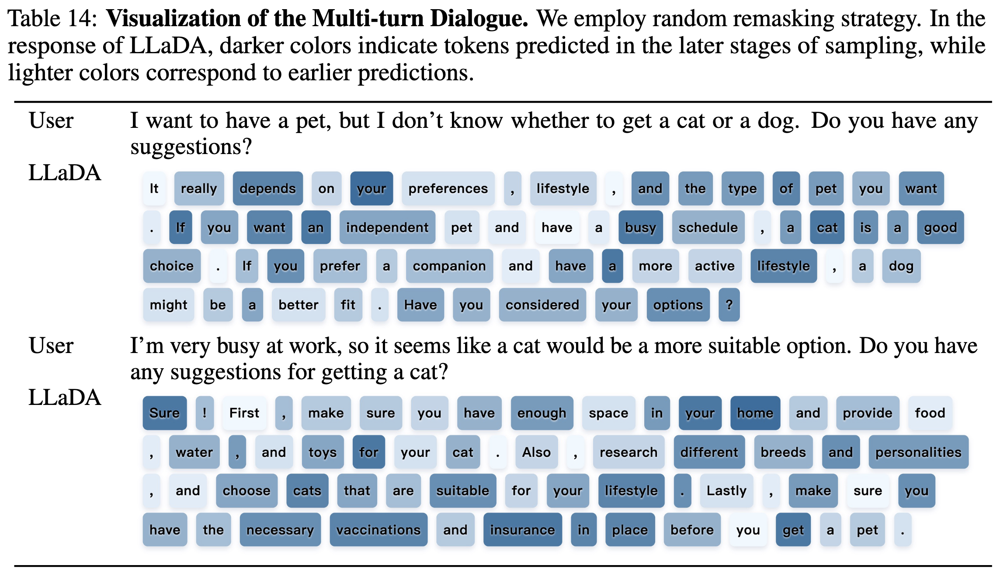 Table 14: Visualization of the Multi-turn Dialogue. We employ random remasking strategy. In the
response of LLaDA, darker colors indicate tokens predicted in the later stages of sampling, while
lighter colors correspond to earlier predictions.
User I want to have a pet, but I don’t know whether to get a cat or a dog. Do you have any
suggestions?
LLaDA It really depends on your preferences , lifestyle , and the type of pet you want
. If you want an independent pet and have a busy schedule , a cat is a good
choice . If you prefer a companion and have a more active lifestyle , a dog
might be a better fit . Have you considered your options ?
User I’m very busy at work, so it seems like a cat would be a more suitable option. Do you have
any suggestions for getting a cat?
LLaDA Sure ! First , make sure you have enough space in your home and provide food
, water , and toys for your cat . Also , research different breeds and personalities
, and choose cats that are suitable for your lifestyle . Lastly , make sure you
have the necessary vaccinations and insurance in place before you get a pet .